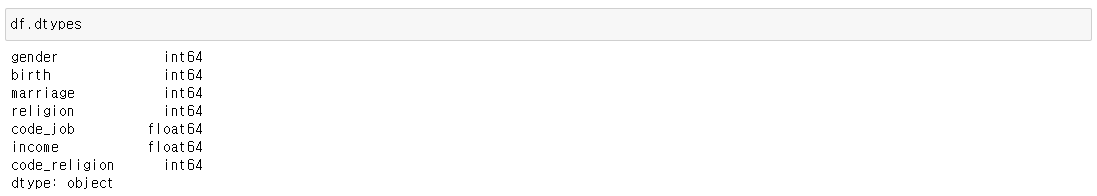 df.dtypes
gender int64
birth int64
marriage int64
religion int64
code_job float64
income float64
code_religion int64
dtype: object